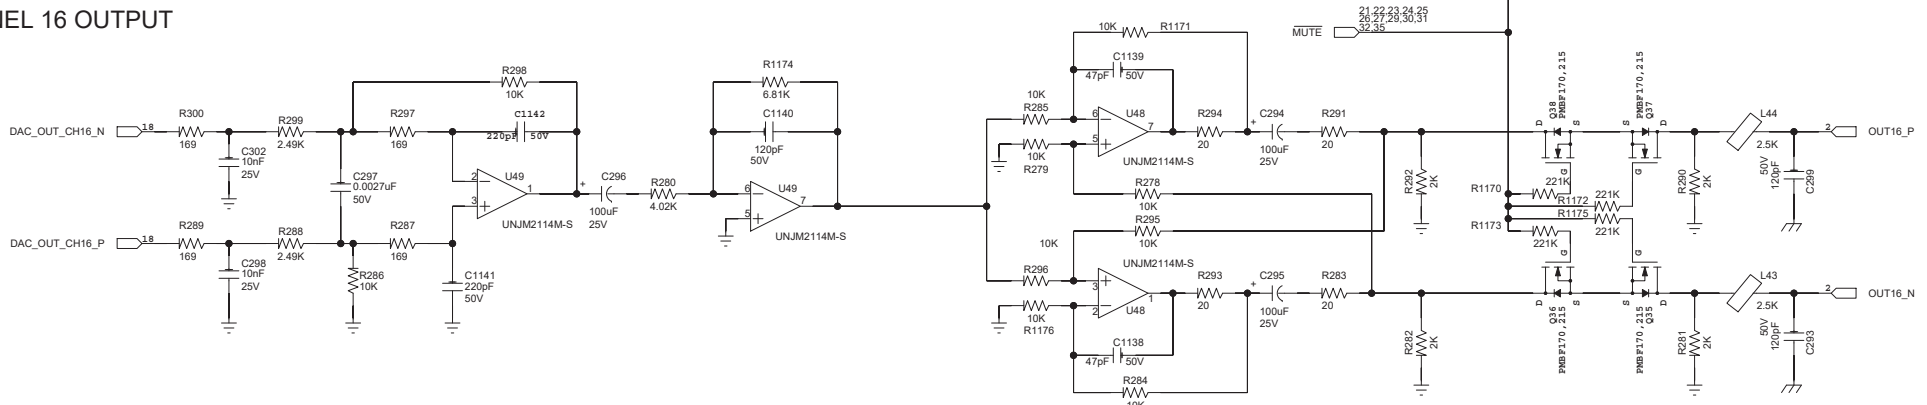 NEL 16 OUTPUT
21,22,23,24,25
26,27,29,30,31
32,35
MUTE
10K
R1171
C1139
47pF
50V
R298
10K
R1174
6.81K
C1142
220pF 50V
C1140
120pF
50V
DAC_OUT_CH16_N
18
R300
169
R299
2.49K
R297
169
C302
10nF
25V
C297
0.0027uF
50V
2
3
U49
1
UNJM2114M-S
+
C296
100uF
25V
R280
4.02K
6
5
U49
7
UNJM2114M-S
DAC_OUT_CH16_P
18
R289
169
R288
2.49K
R287
169
C298
10nF
25V
R286
10K
C1141
220pF
50V
10K
R285
10K
R279
6
5
U48
7
UNJM2114M-S
R294
20
+
C294
100uF
25V
R291
20
R278
10K
R295
10K
10K
R296
10K
R1176
UNJM2114M-S
3
2
1
U48
R293
20
+
C295
100uF
25V
R283
20
C1138
47pF
50V
R284
10K
R292
2K
R282
2K
PMBF170,215
Q38
D
S
G
PMBF170,215
Q37
S
D
G
R1170
221K
221K
R1172
R1175
221K
R1173
221K
G
D
S
Q36
PMBF170,215
G
S
D
Q35
PMBF170,215
R290
2K
R281
2K
L44
2.5K
50V
120pF
C299
2
OUT16_P
L43
2.5K
50V
120pF
C293
2
OUT16_N